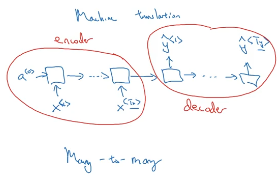 Machine translation
encoder
ŷ<1> ŷ<Ty>
a<0> → → ... → → → ...
x<1> x<Tx>
decoder
Many-to-many